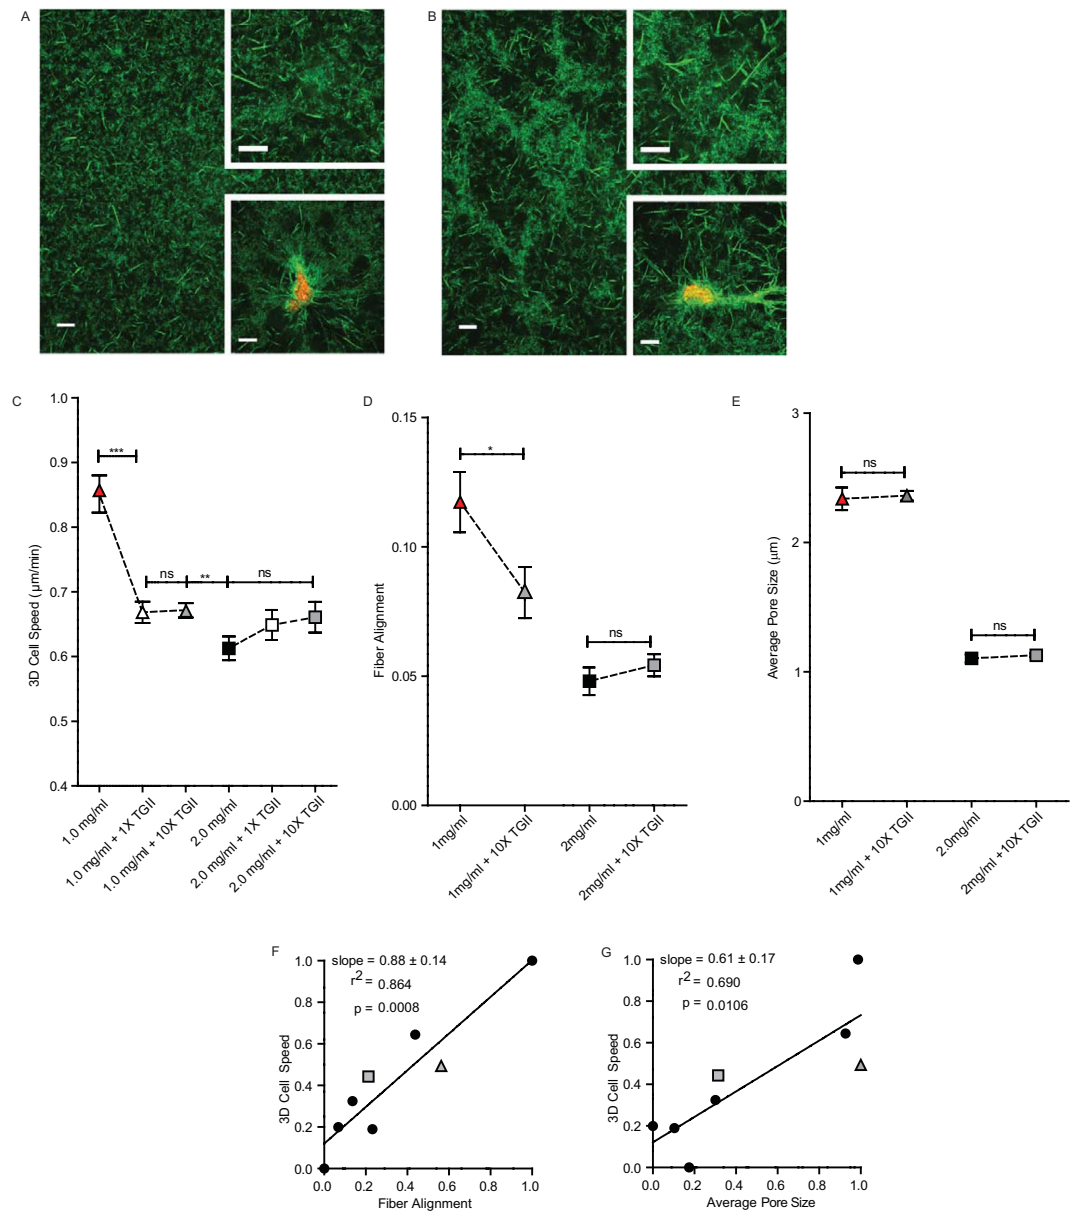 A
B
C
1.0
0.9
0.8
0.7
0.6
0.5
0.4
3D Cell Speed (μm/min)
***
ns
**
ns
1.0 mg/ml
1.0 mg/ml + 1X TGII
1.0 mg/ml + 10X TGII
2.0 mg/ml
2.0 mg/ml + 1X TGII
2.0 mg/ml + 10X TGII
D
0.15
0.10
0.05
0.00
Fiber Alignment
*
ns
1mg/ml
1mg/ml + 10X TGII
2mg/ml
2mg/ml + 10X TGII
E
3
2
1
0
Average Pore Size (μm)
ns
ns
1mg/ml
1mg/ml + 10X TGII
2.0mg/ml
2mg/ml +10X TGII
F
slope = 0.88 ± 0.14
r2 = 0.864
p = 0.0008
1.0
0.8
0.6
0.4
0.2
0.0
3D Cell Speed
0.0 0.2 0.4 0.6 0.8 1.0
Fiber Alignment
G
slope = 0.61 ± 0.17
r2 = 0.690
p = 0.0106
1.0
0.8
0.6
0.4
0.2
0.0
3D Cell Speed
0.0 0.2 0.4 0.6 0.8 1.0
Average Pore Size